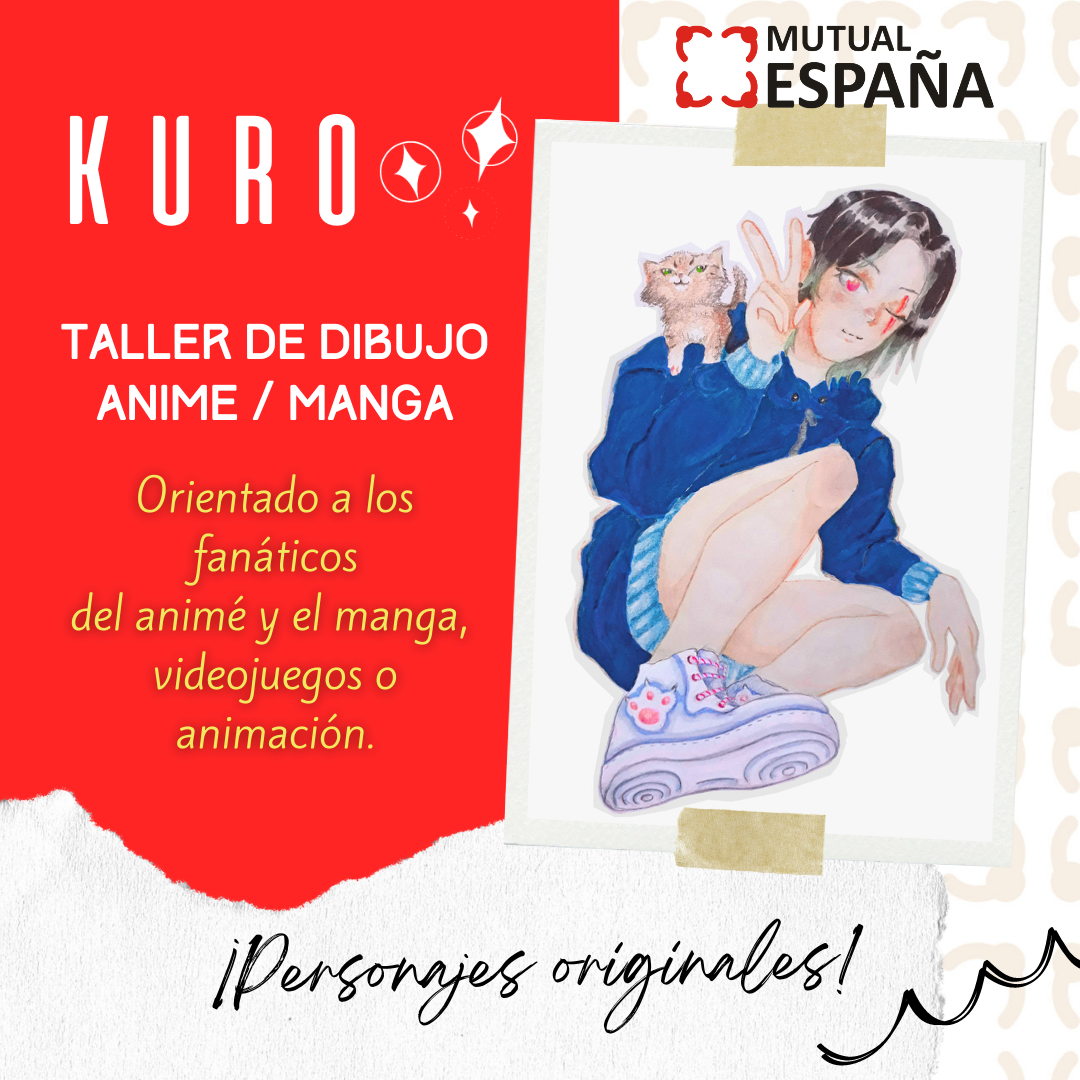 MUTUAL
ESPAÑA
KURO
TALLER DE DIBUJO
ANIME / MANGA
Orientado a los
fanáticos
del animé y el manga,
videojuegos o
animación.
¡Personajes originales!